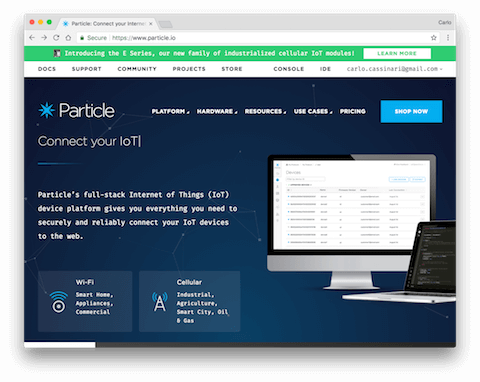 Particle: Connect your Interne
Carlo
Secure
https://www.particle.io
Introducing the E Series, our new family of industrialized cellular IoT modules!
LEARN MORE
DOCS SUPPORT COMMUNITY PROJECTS STORE CONSOLE IDE carlo.cassinari@gmail.com
Particle
PLATFORM HARDWARE RESOURCES USE CASES PRICING
SHOP NOW
Connect your IoT|
Particle's full-stack Internet of Things (IoT)
device platform gives you everything you need to
securely and reliably connect your IoT devices
to the web.
Devices
Wi-Fi
Smart Home,
Appliances,
Commercial
Cellular
Industrial,
Agriculture,
Smart City, Oil
& Gas